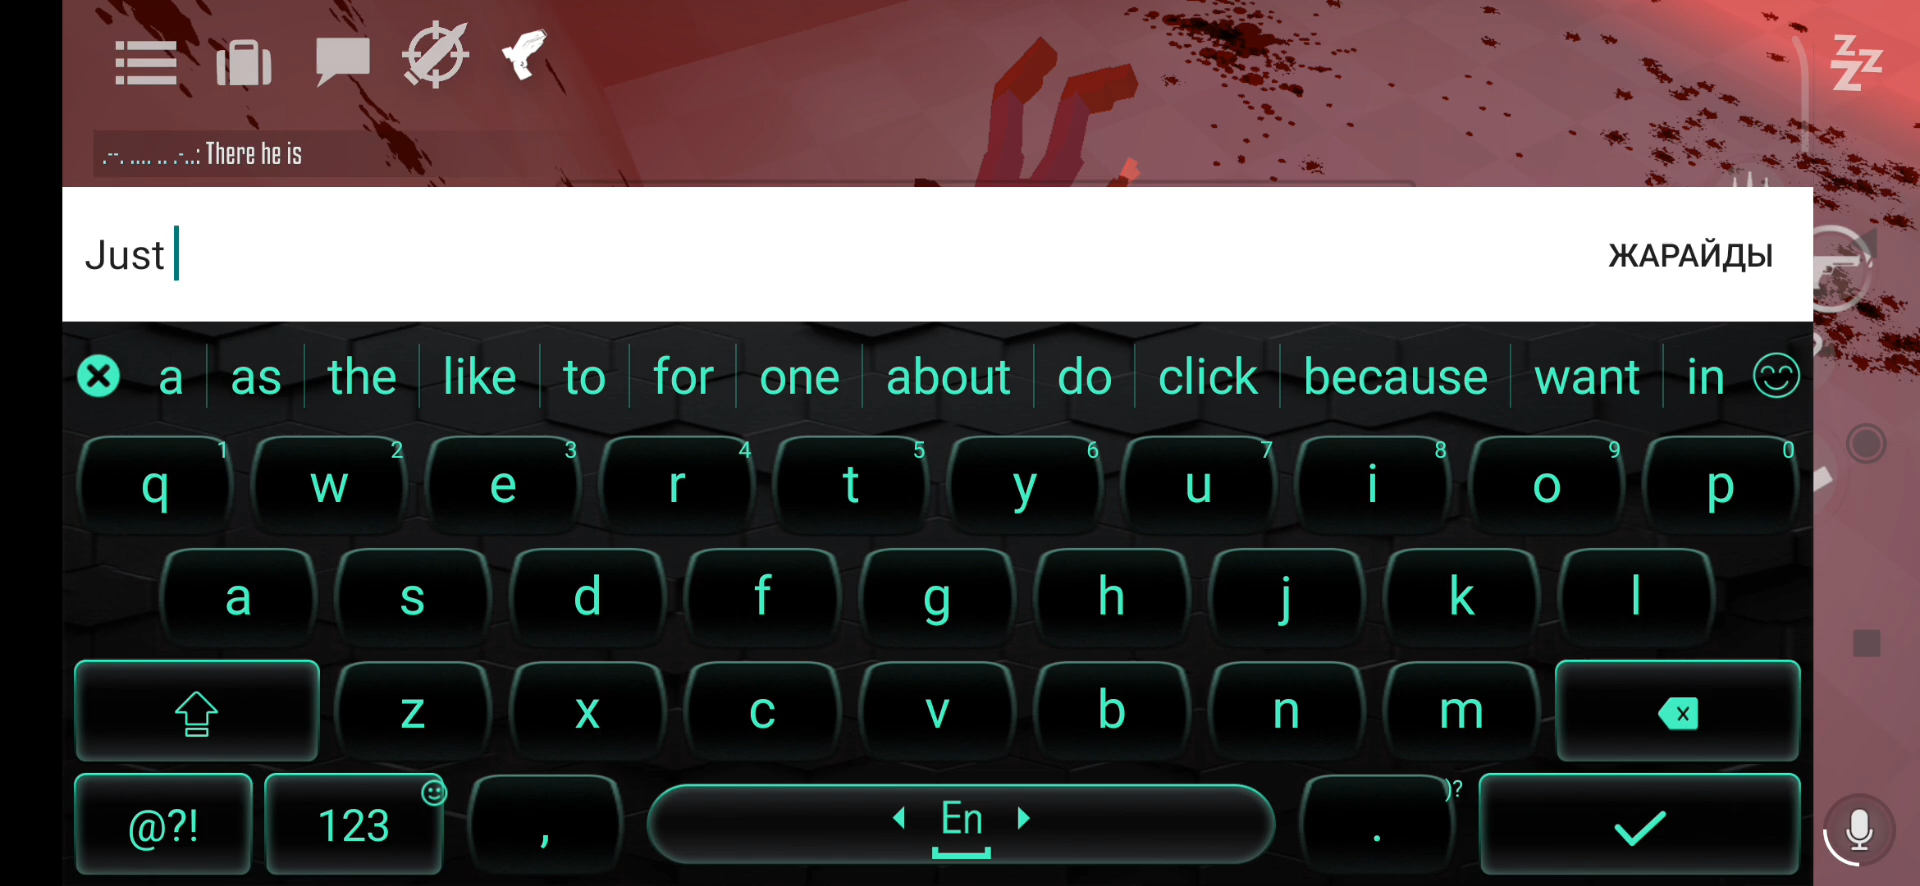 zzz
.--. .... .. .-..: There he is
Just
ЖАРАЙДЫ
a as the like to for one about do click because want in
q 1 w 2 e 3 r 4 t 5 y 6 u 7 i 8 o 9 p 0
a s d f g h j k l
z x c v b n m
@?! 123 , En . )?